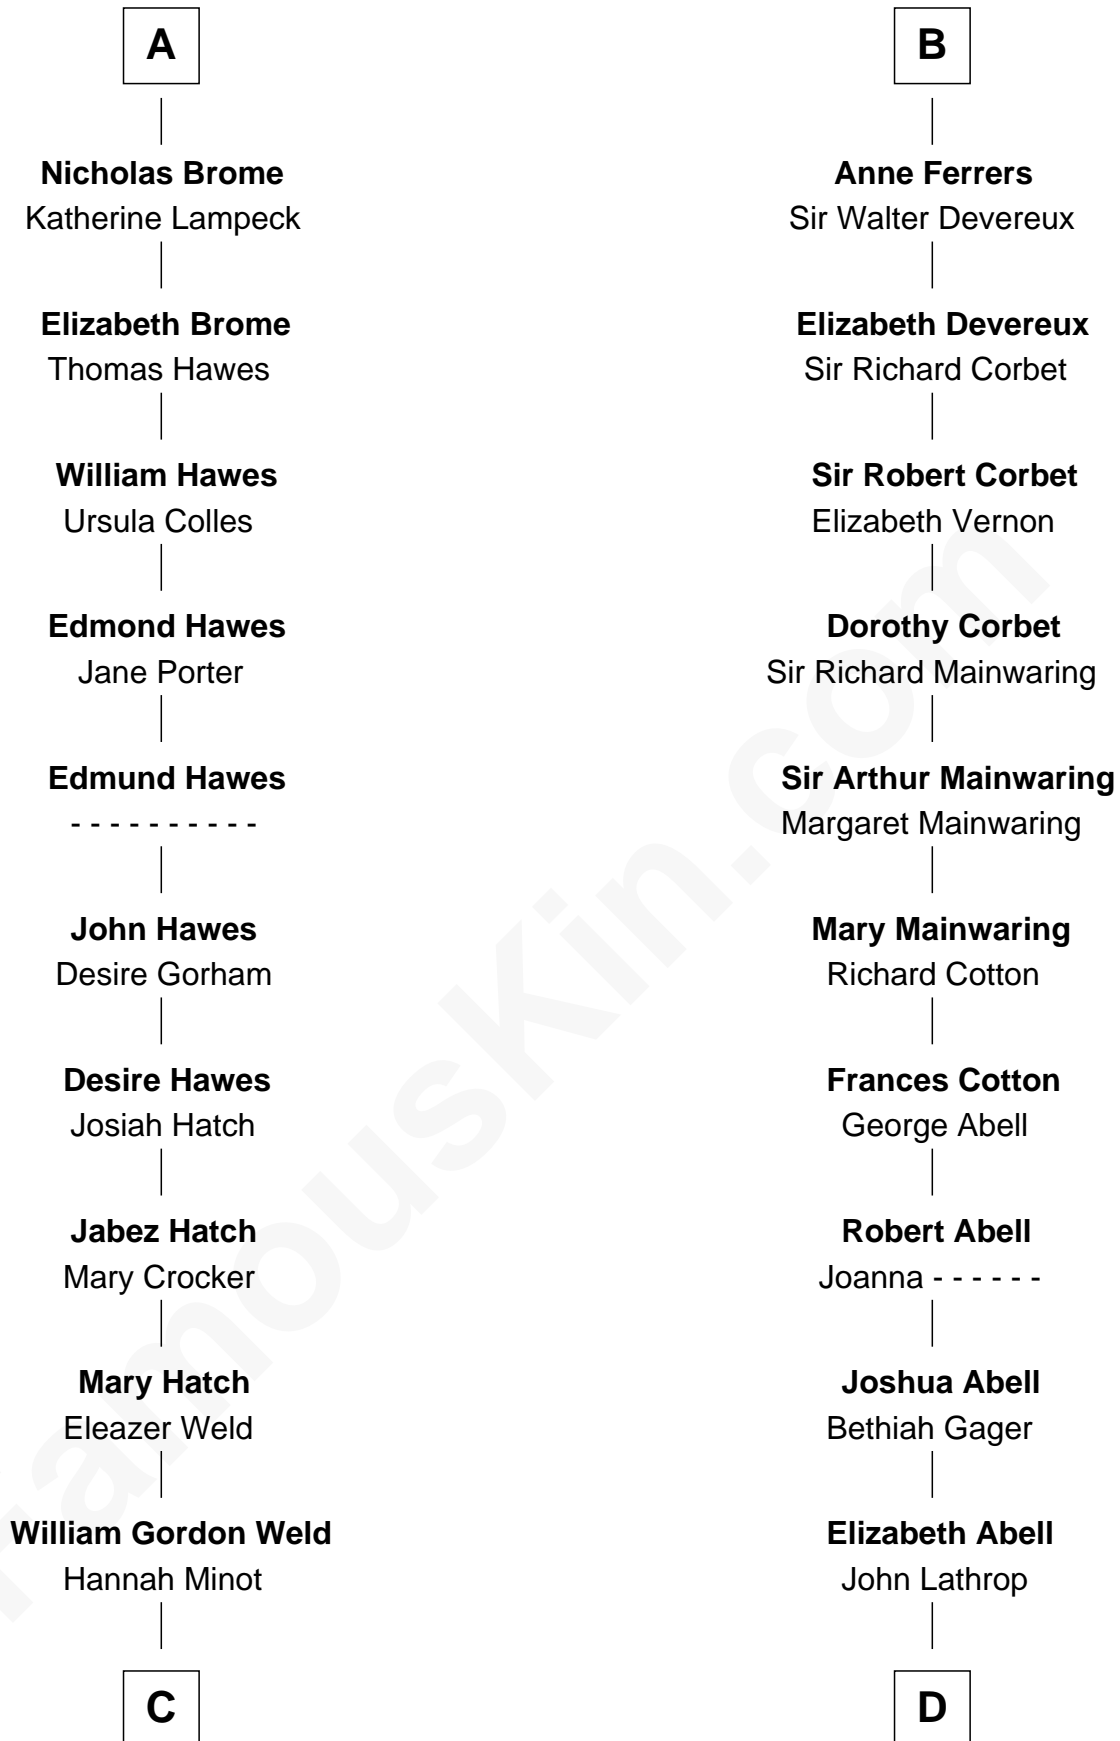 A
Nicholas Brome
Katherine Lampeck
Elizabeth Brome
Thomas Hawes
William Hawes
Ursula Colles
Edmond Hawes
Jane Porter
Edmund Hawes
- - - - - - - - - -
John Hawes
Desire Gorham
Desire Hawes
Josiah Hatch
Jabez Hatch
Mary Crocker
Mary Hatch
Eleazer Weld
William Gordon Weld
Hannah Minot
C
B
Anne Ferrers
Sir Walter Devereux
Elizabeth Devereux
Sir Richard Corbet
Sir Robert Corbet
Elizabeth Vernon
Dorothy Corbet
Sir Richard Mainwaring
Sir Arthur Mainwaring
Margaret Mainwaring
Mary Mainwaring
Richard Cotton
Frances Cotton
George Abell
Robert Abell
Joanna - - - - - -
Joshua Abell
Bethiah Gager
Elizabeth Abell
John Lathrop
D
FamousKin.com